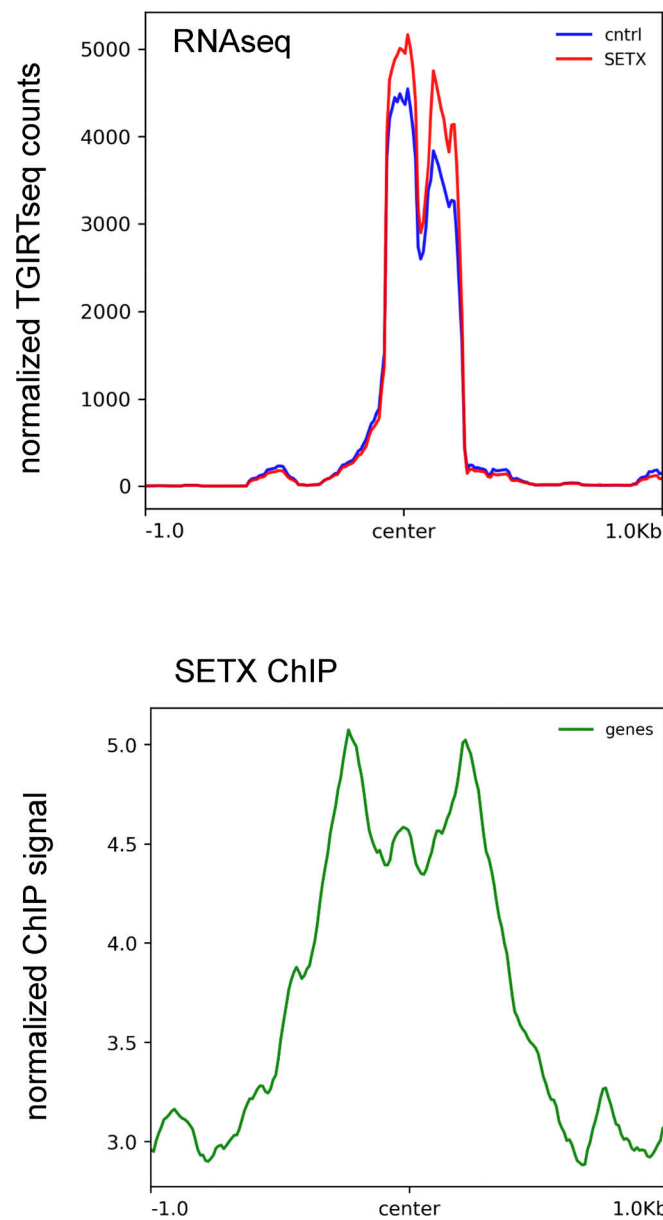 RNAseq
cntrl
SETX
normalized TGIRTseq counts
5000
4000
3000
2000
1000
0
-1.0 center 1.0Kb
SETX ChIP
genes
normalized ChIP signal
5.0
4.5
4.0
3.5
3.0
-1.0 center 1.0Kb